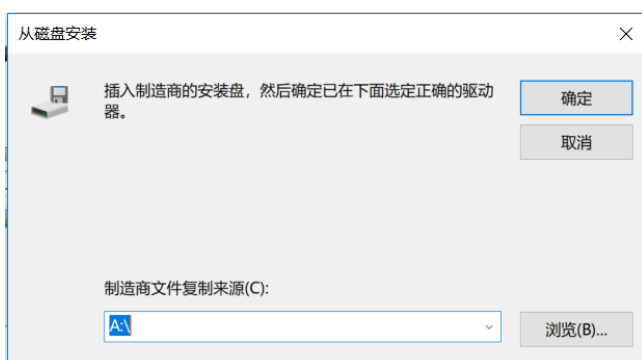 从磁盘安装
插入制造商的安装盘，然后确定已在下面选定正确的驱动
器。
确定
取消
制造商文件复制来源(C):
A:\
浏览(B)...